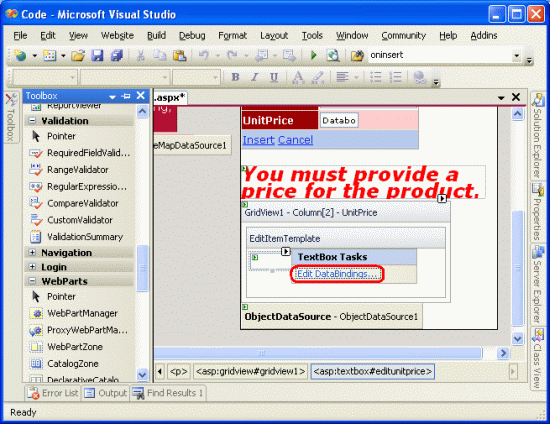 Code - Microsoft Visual Studio
File Edit View Website Build Debug Format Layout Tools Window Community Help Addins
oninsert
Toolbox
Toolbox
ReportViewer
Validation
Pointer
RequiredFieldValid...
RangeValidator
RegularExpressio...
CompareValidator
CustomValidator
ValidationSummary
Navigation
Login
WebParts
Pointer
WebPartManager
ProxyWebPartMa...
WebPartZone
CatalogZone
DeclarativeCatalo
.aspx*
eMapDataSource1
UnitPrice Databo
Insert Cancel
You must provide a
price for the product.
GridView1 - Column[2] - UnitPrice
EditItemTemplate
TextBox Tasks
Edit DataBindings...
ObjectDataSource - ObjectDataSource1
<p> <asp:gridview#gridview1> <asp:textbox#editunitprice>
Solution Explorer
Properties
Server Explorer
Class View
Error List Output Find Results 1
Ready